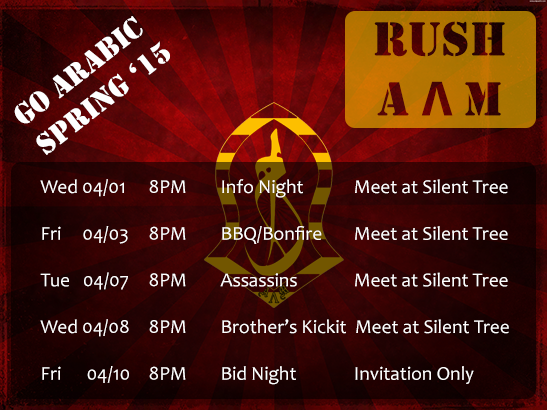 GO ARABIC
SPRING ‘15
RUSH
A Λ M
Wed 04/01 8PM Info Night Meet at Silent Tree
Fri 04/03 8PM BBQ/Bonfire Meet at Silent Tree
Tue 04/07 8PM Assassins Meet at Silent Tree
Wed 04/08 8PM Brother’s Kickit Meet at Silent Tree
Fri 04/10 8PM Bid Night Invitation Only